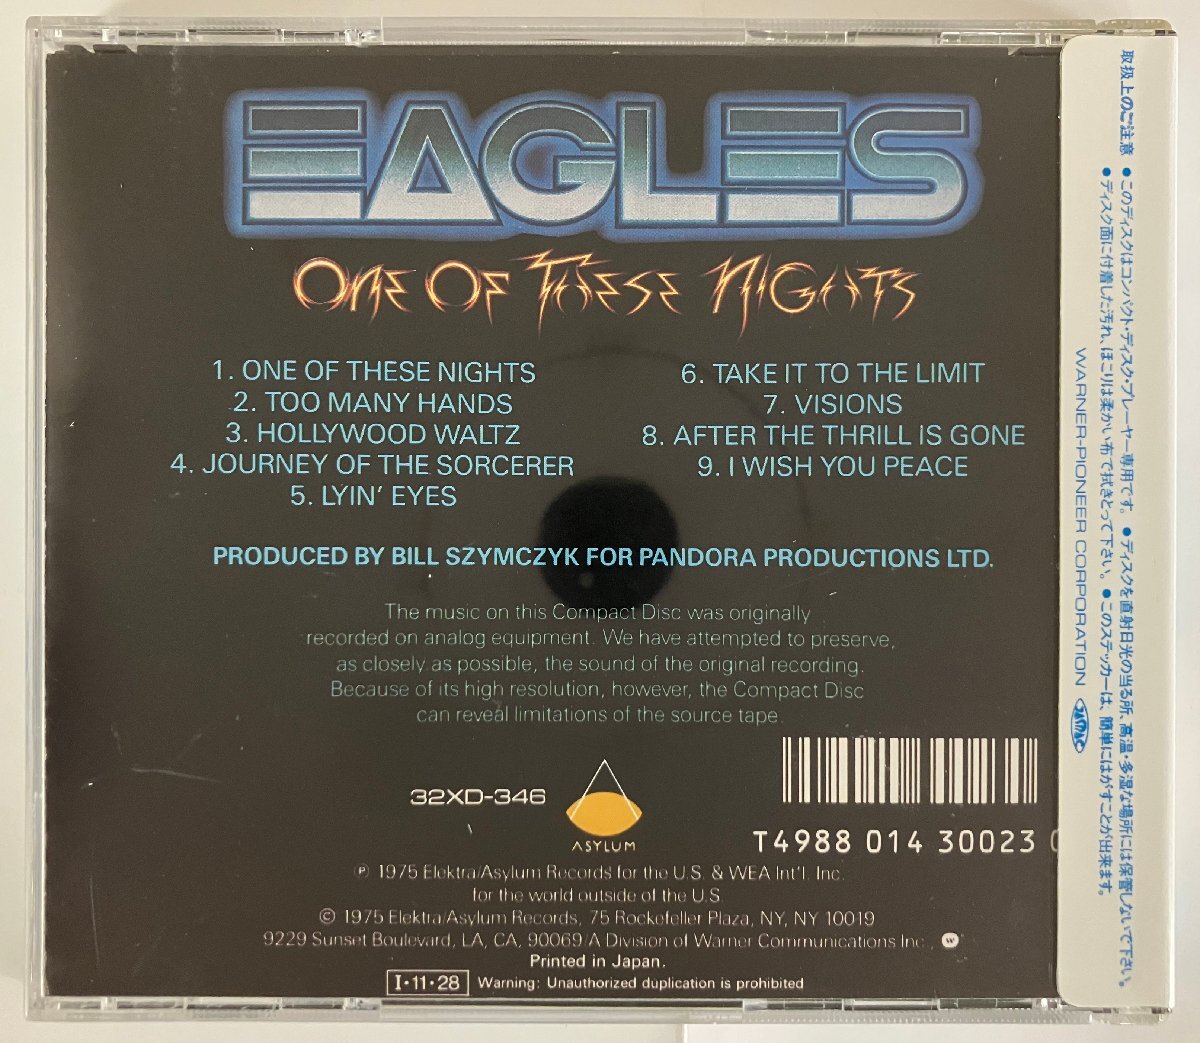 EAGLES
ONE OF THESE NIGHTS
1. ONE OF THESE NIGHTS
2. TOO MANY HANDS
3. HOLLYWOOD WALTZ
4. JOURNEY OF THE SORCERER
5. LYIN' EYES
6. TAKE IT TO THE LIMIT
7. VISIONS
8. AFTER THE THRILL IS GONE
9. I WISH YOU PEACE
PRODUCED BY BILL SZYMCZYK FOR PANDORA PRODUCTIONS LTD.
The music on this Compact Disc was originally
recorded on analog equipment. We have attempted to preserve,
as closely as possible, the sound of the original recording.
Because of its high resolution, however, the Compact Disc
can reveal limitations of the source tape.
32XD-346
ASYLUM
T4988 014 30023
℗ 1975 Elektra/Asylum Records for the U.S. & WEA Int'l. Inc.
for the world outside of the U.S.
© 1975 Elektra/Asylum Records, 75 Rockefeller Plaza, NY, NY 10019
9229 Sunset Boulevard, LA, CA, 90069/A Division of Warner Communications Inc.,
Printed in Japan.
I·11·28 Warning: Unauthorized duplication is prohibited
取扱上のご注意 ●このディスクはコンパクト・ディスク・プレーヤー専用です。 ●ディスクを直射日光の当る所、高温・多湿な場所には保管しないで下さい。
●ディスク面に付着した汚れ、ほこりは柔かい布で拭きとって下さい。 ●このステッカーは、簡単にはがすことが出来ます。
WARNER-PIONEER CORPORATION